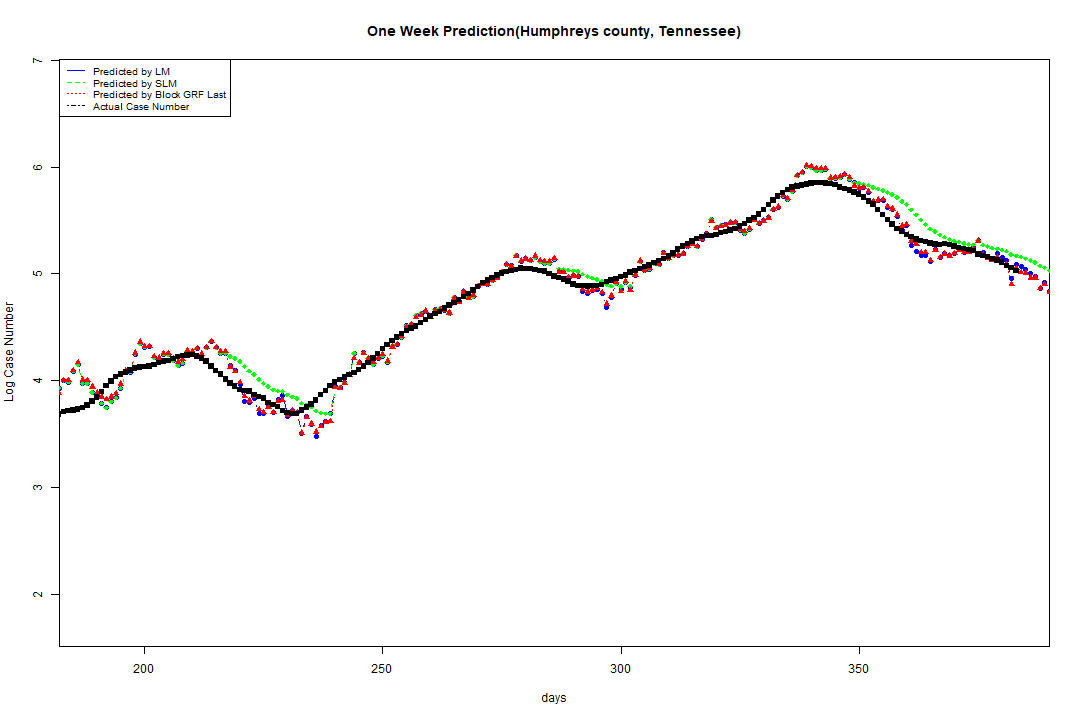 One Week Prediction(Humphreys county, Tennessee)
Predicted by LM
Predicted by SLM
Predicted by Block GRF Last
Actual Case Number
7
6
5
4
3
2
Log Case Number
200
250
300
350
days